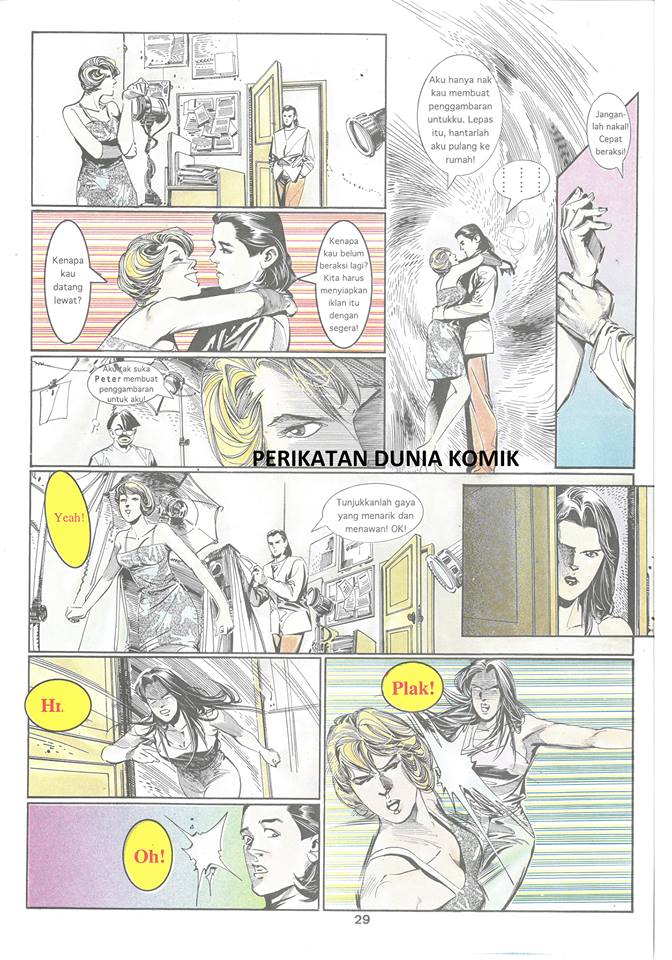 Kenapa
kau
datang
lewat?
Kenapa
kau belum
beraksi lagi?
Kita harus
menyiapkan
iklan itu
dengan
segera!
Aku tak suka
Peter membuat
penggambaran
untuk aku!
Aku hanya nak
kau membuat
penggambaran
untukku. Lepas
itu, hantarlah
aku pulang ke
rumah!
Jangan-
lah nakal!
Cepat
beraksi!
PERIKATAN DUNIA KOMIK
Yeah!
Tunjukkanlah gaya
yang menarik dan
menawan! OK!
Plak!
Oh!
29